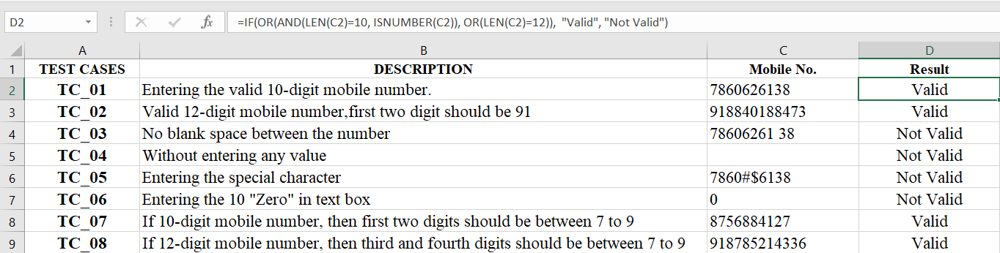 D2 fx =IF(OR(AND(LEN(C2)=10, ISNUMBER(C2)), OR(LEN(C2)=12)), "Valid", "Not Valid")
A B C D
1 TEST CASES DESCRIPTION Mobile No. Result
2 TC_01 Entering the valid 10-digit mobile number. 7860626138 Valid
3 TC_02 Valid 12-digit mobile number,first two digit should be 91 918840188473 Valid
4 TC_03 No blank space between the number 78606261 38 Not Valid
5 TC_04 Without entering any value Not Valid
6 TC_05 Entering the special character 7860#$6138 Not Valid
7 TC_06 Entering the 10 "Zero" in text box 0 Not Valid
8 TC_07 If 10-digit mobile number, then first two digits should be between 7 to 9 8756884127 Valid
9 TC_08 If 12-digit mobile number, then third and fourth digits should be between 7 to 9 918785214336 Valid